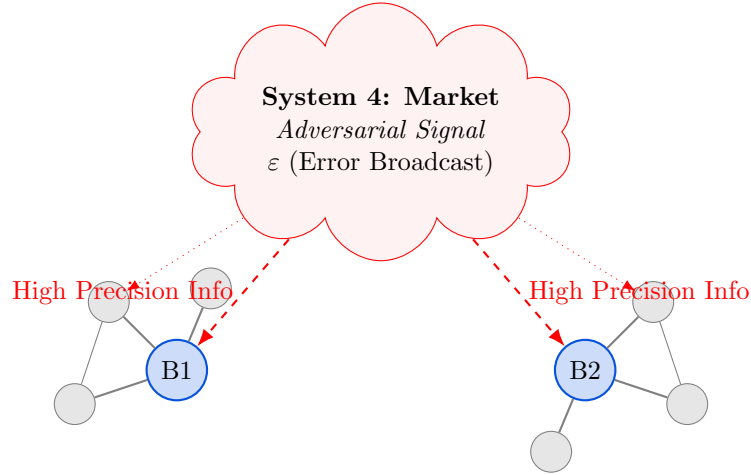 System 4: Market
Adversarial Signal
ε (Error Broadcast)
High Precision Info
High Precision Info
B1
B2